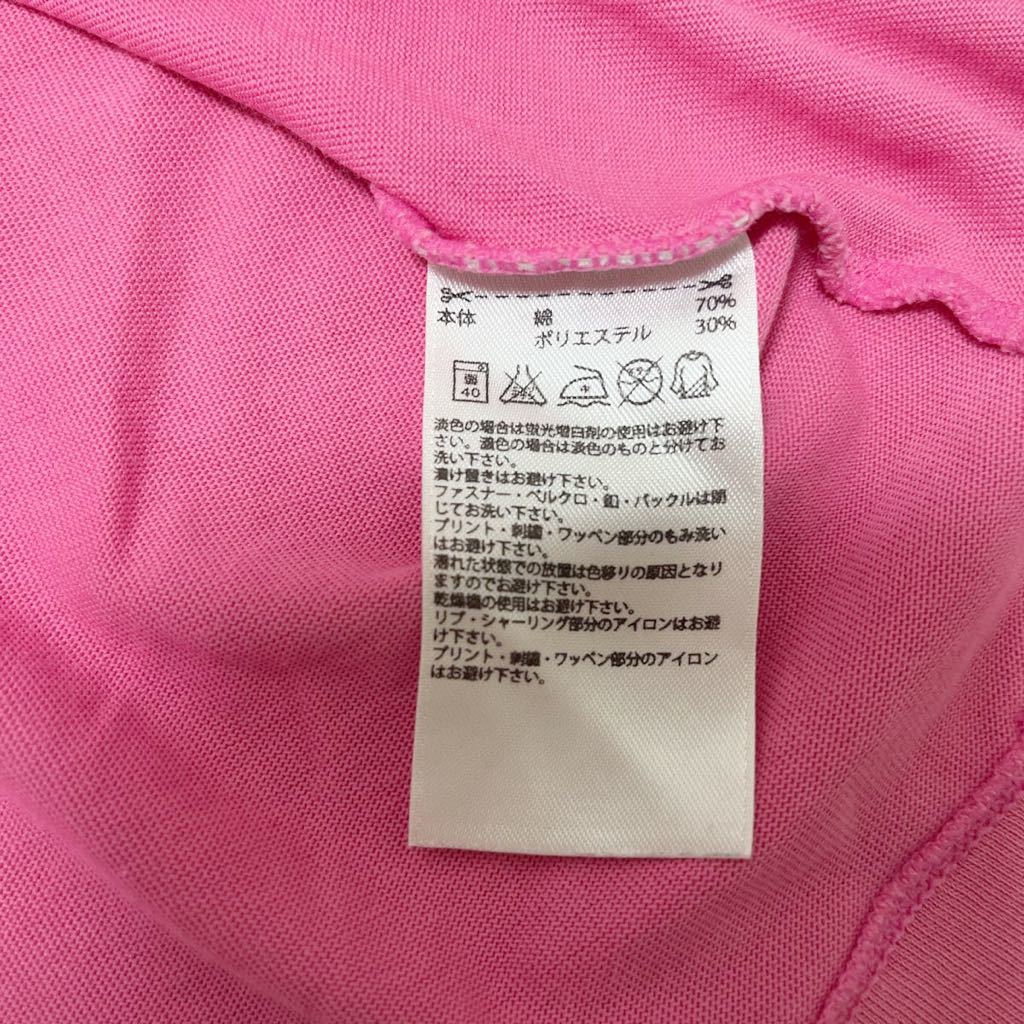 本体 綿 70%
ポリエステル 30%
弱
40
淡色の場合は蛍光増白剤の使用はお避け下
さい。濃色の場合は淡色のものと分けてお
洗い下さい。
漬け置きはお避け下さい。
ファスナー・ベルクロ・釦・バックルは閉
じてお洗い下さい。
プリント・刺繍・ワッペン部分のもみ洗い
はお避け下さい。
濡れた状態での放置は色移りの原因となり
ますのでお避け下さい。
乾燥機の使用はお避け下さい。
リブ・シャーリング部分のアイロンはお避
け下さい。
プリント・刺繍・ワッペン部分のアイロン
はお避け下さい。